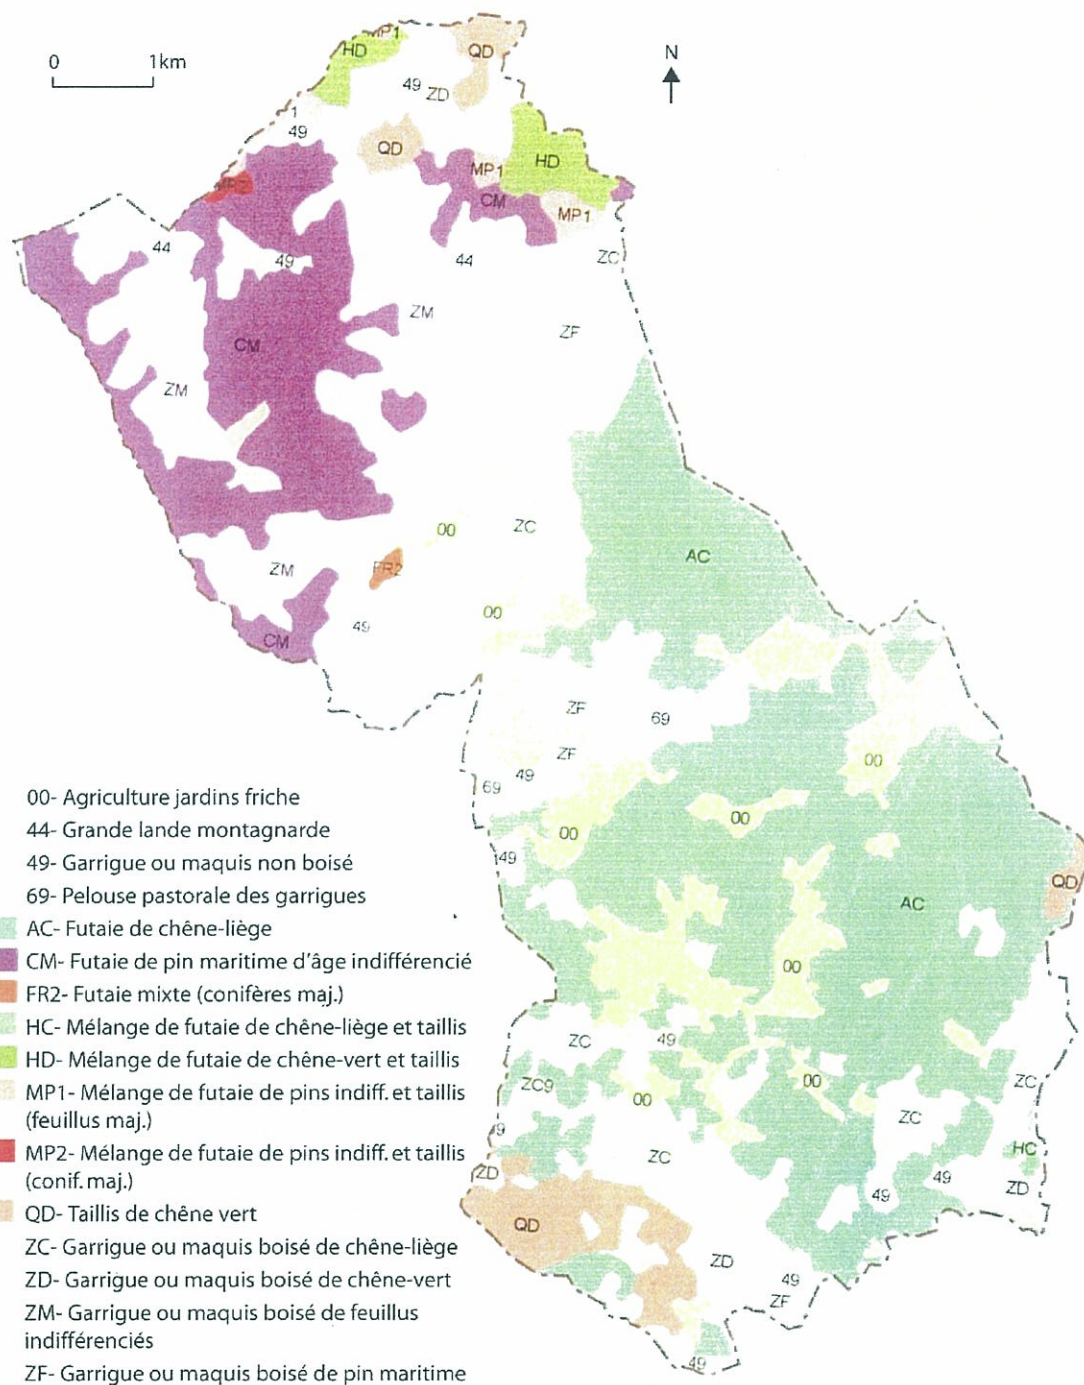 MP1
HD
QD
0 1km
N
49
ZD
1
49
QD
HD
MP1
MP2
CM
MP1
44
49
44
ZC
ZM
ZF
CM
ZM
00
ZC
AC
ZM
FR2
00
49
CM
ZF
69
ZF
49
00
69
00
00
49
QD
AC
00
ZC
49
ZC9
00
ZC
00
ZC
49
ZC
HC
ZD
49
49
ZD
QD
ZD
49
ZF
49
00- Agriculture jardins friche
44- Grande lande montagnarde
49- Garrigue ou maquis non boisé
69- Pelouse pastorale des garrigues
AC- Futaie de chêne-liège
CM- Futaie de pin maritime d'âge indifférencié
FR2- Futaie mixte (conifères maj.)
HC- Mélange de futaie de chêne-liège et taillis
HD- Mélange de futaie de chêne-vert et taillis
MP1- Mélange de futaie de pins indiff. et taillis
(feuillus maj.)
MP2- Mélange de futaie de pins indiff. et taillis
(conif. maj.)
QD- Taillis de chêne vert
ZC- Garrigue ou maquis boisé de chêne-liège
ZD- Garrigue ou maquis boisé de chêne-vert
ZM- Garrigue ou maquis boisé de feuillus
indifférenciés
ZF- Garrigue ou maquis boisé de pin maritime